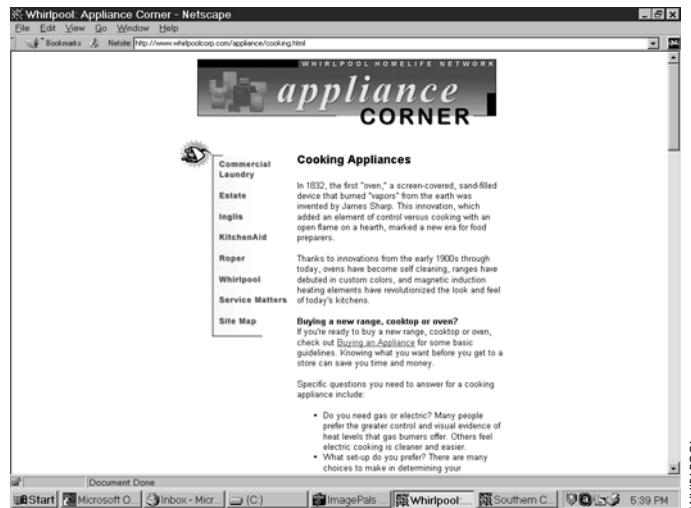 Whirlpool: Appliance Corner - Netscape
File Edit View Go Window Help
Bookmarks Netsite: http://www.whirlpoolcorp.com/appliance/cooking.html
WHIRLPOOL HOMELIFE NETWORK
appliance
CORNER
Commercial
Laundry
Estate
Inglis
KitchenAid
Roper
Whirlpool
Service Matters
Site Map
Cooking Appliances
In 1832, the first "oven," a screen-covered, sand-filled
device that burned "vapors" from the earth was
invented by James Sharp. This innovation, which
added an element of control versus cooking with an
open flame on a hearth, marked a new era for food
preparers.
Thanks to innovations from the early 1900s through
today, ovens have become self cleaning, ranges have
debuted in custom colors, and magnetic induction
heating elements have revolutionized the look and feel
of today's kitchens.
Buying a new range, cooktop or oven?
If you're ready to buy a new range, cooktop or oven,
check out Buying an Appliance for some basic
guidelines. Knowing what you want before you get to a
store can save you time and money.
Specific questions you need to answer for a cooking
appliance include:
▪ Do you need gas or electric? Many people
prefer the greater control and visual evidence of
heat levels that gas burners offer. Others feel
electric cooking is cleaner and easier.
▪ What set-up do you prefer? There are many
choices to make in determining your
Document Done
Start Microsoft O... Inbox - Micr... (C:) ImagePals ... Whirlpool:... Southern C... 5:39 PM